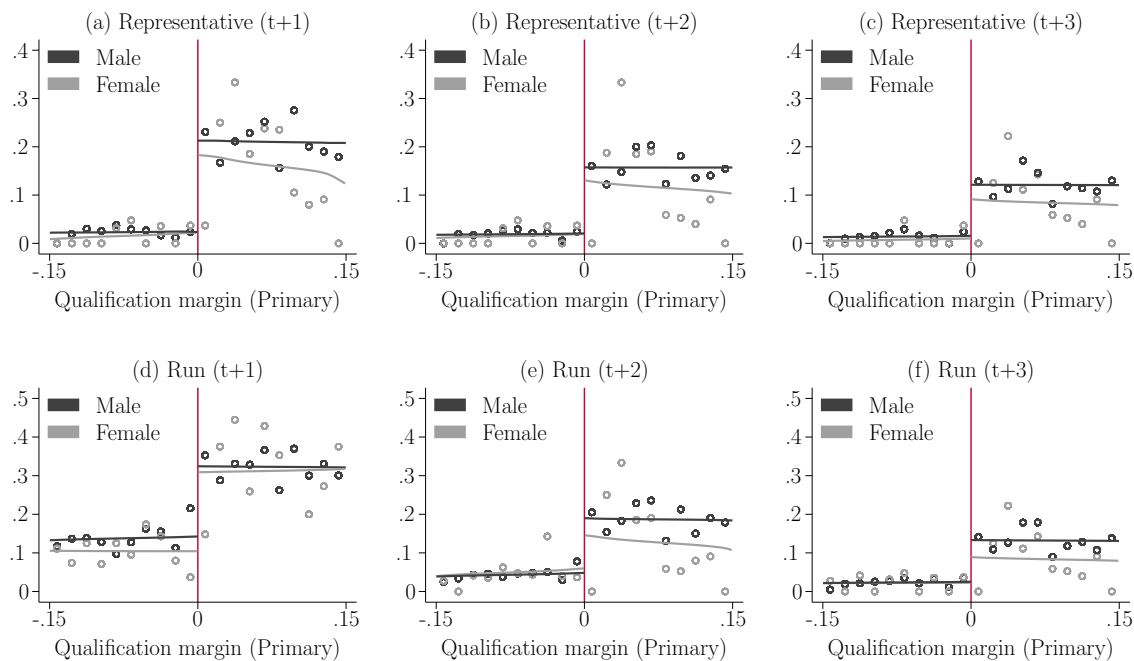 (a) Representative (t+1)
.4
.3
.2
.1
0
Male
Female
-.15 0 .15
Qualification margin (Primary)
(b) Representative (t+2)
.4
.3
.2
.1
0
Male
Female
-.15 0 .15
Qualification margin (Primary)
(c) Representative (t+3)
.4
.3
.2
.1
0
Male
Female
-.15 0 .15
Qualification margin (Primary)
(d) Run (t+1)
.5
.4
.3
.2
.1
0
Male
Female
-.15 0 .15
Qualification margin (Primary)
(e) Run (t+2)
.5
.4
.3
.2
.1
0
Male
Female
-.15 0 .15
Qualification margin (Primary)
(f) Run (t+3)
.5
.4
.3
.2
.1
0
Male
Female
-.15 0 .15
Qualification margin (Primary)